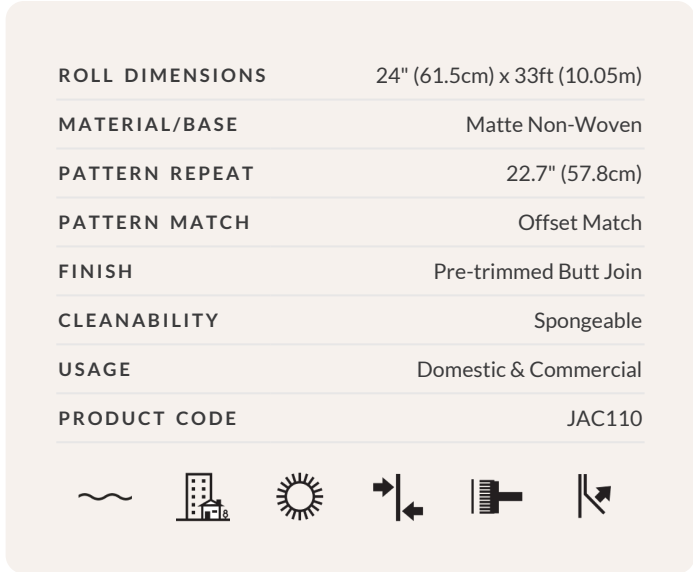 ROLL DIMENSIONS 24" (61.5cm) x 33ft (10.05m)
MATERIAL/BASE Matte Non-Woven
PATTERN REPEAT 22.7" (57.8cm)
PATTERN MATCH Offset Match
FINISH Pre-trimmed Butt Join
CLEANABILITY Spongeable
USAGE Domestic & Commercial
PRODUCT CODE JAC110